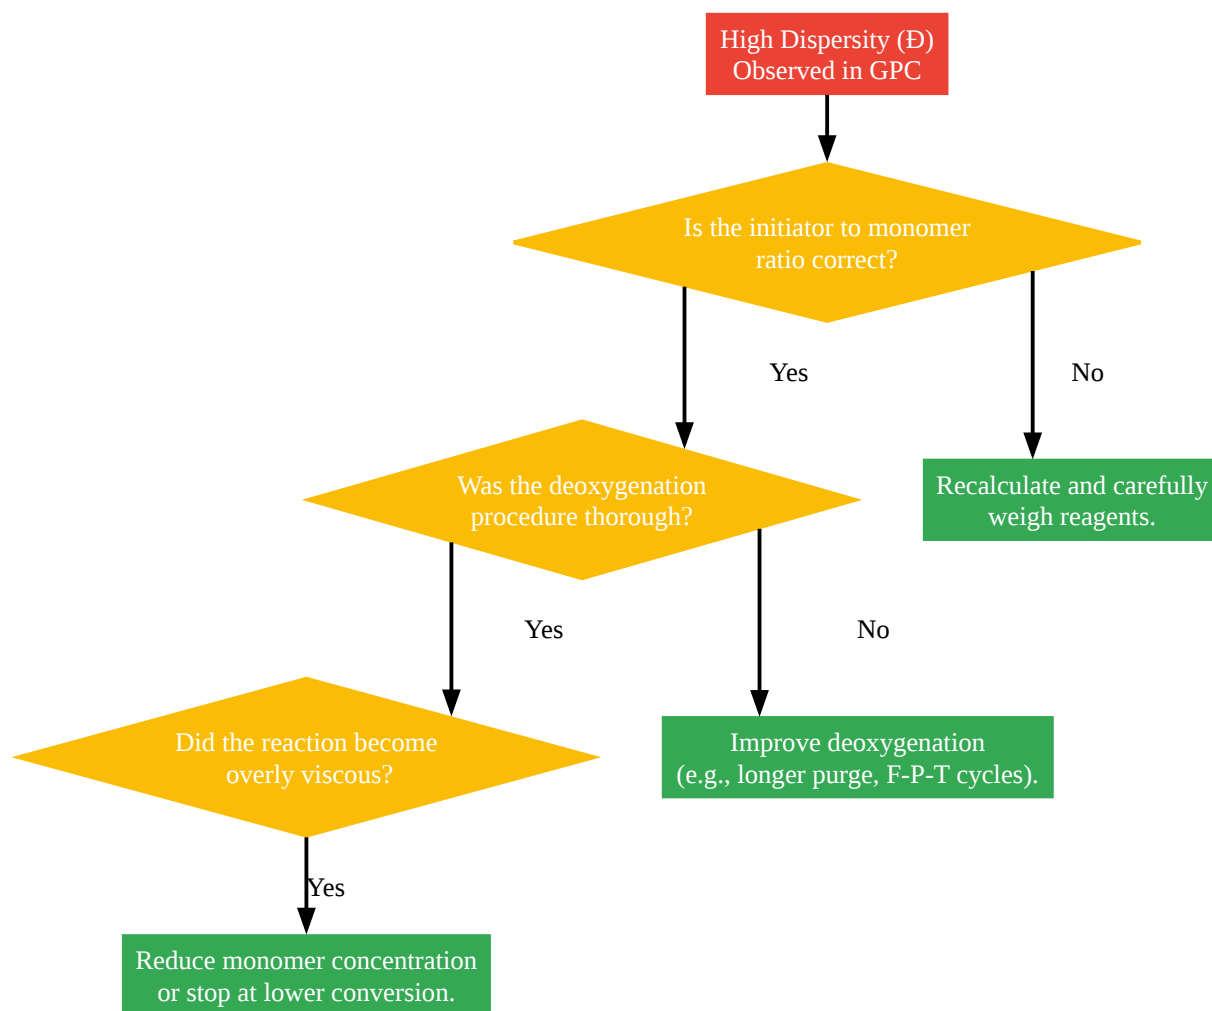 High Dispersity (Đ)
Observed in GPC
Is the initiator to monomer
ratio correct?
Yes
No
Was the deoxygenation
procedure thorough?
Recalculate and carefully
weigh reagents.
Yes
No
Did the reaction become
overly viscous?
Improve deoxygenation
(e.g., longer purge, F-P-T cycles).
Yes
Reduce monomer concentration
or stop at lower conversion.